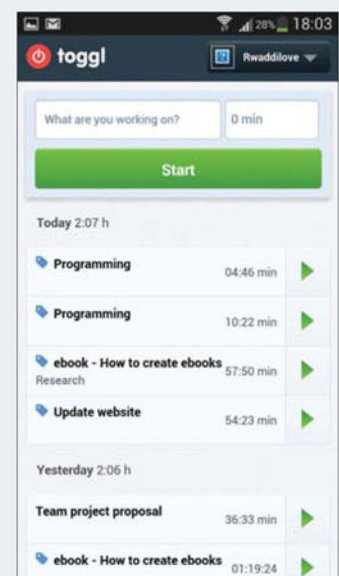 28% 18:03
toggl Rwaddilove
What are you working on? 0 min
Start
Today 2:07 h
Programming 04:46 min
Programming 10:22 min
ebook - How to create ebooks 57:50 min
Research
Update website 54:23 min
Yesterday 2:06 h
Team project proposal 36:33 min
ebook - How to create ebooks 01:19:24